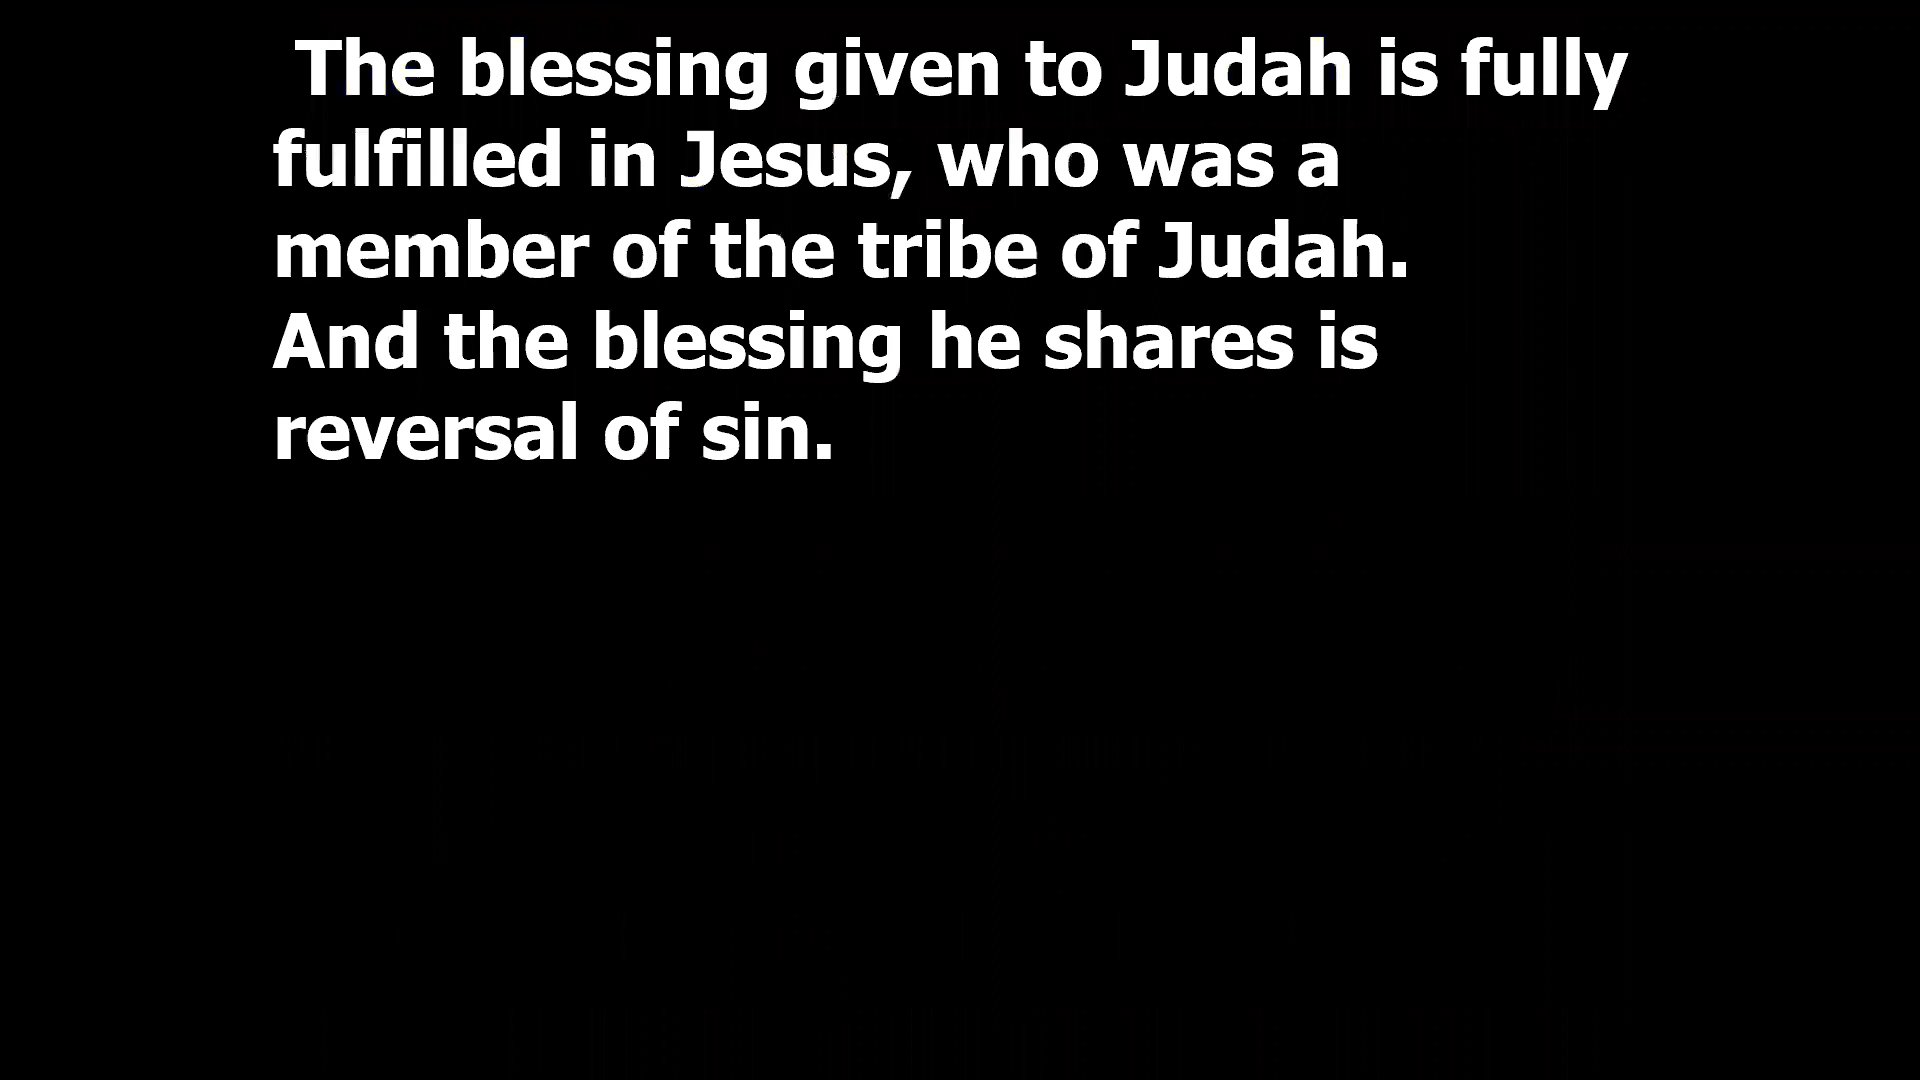 The blessing given to Judah is fully
fulfilled in Jesus, who was a
member of the tribe of Judah.
And the blessing he shares is
reversal of sin.